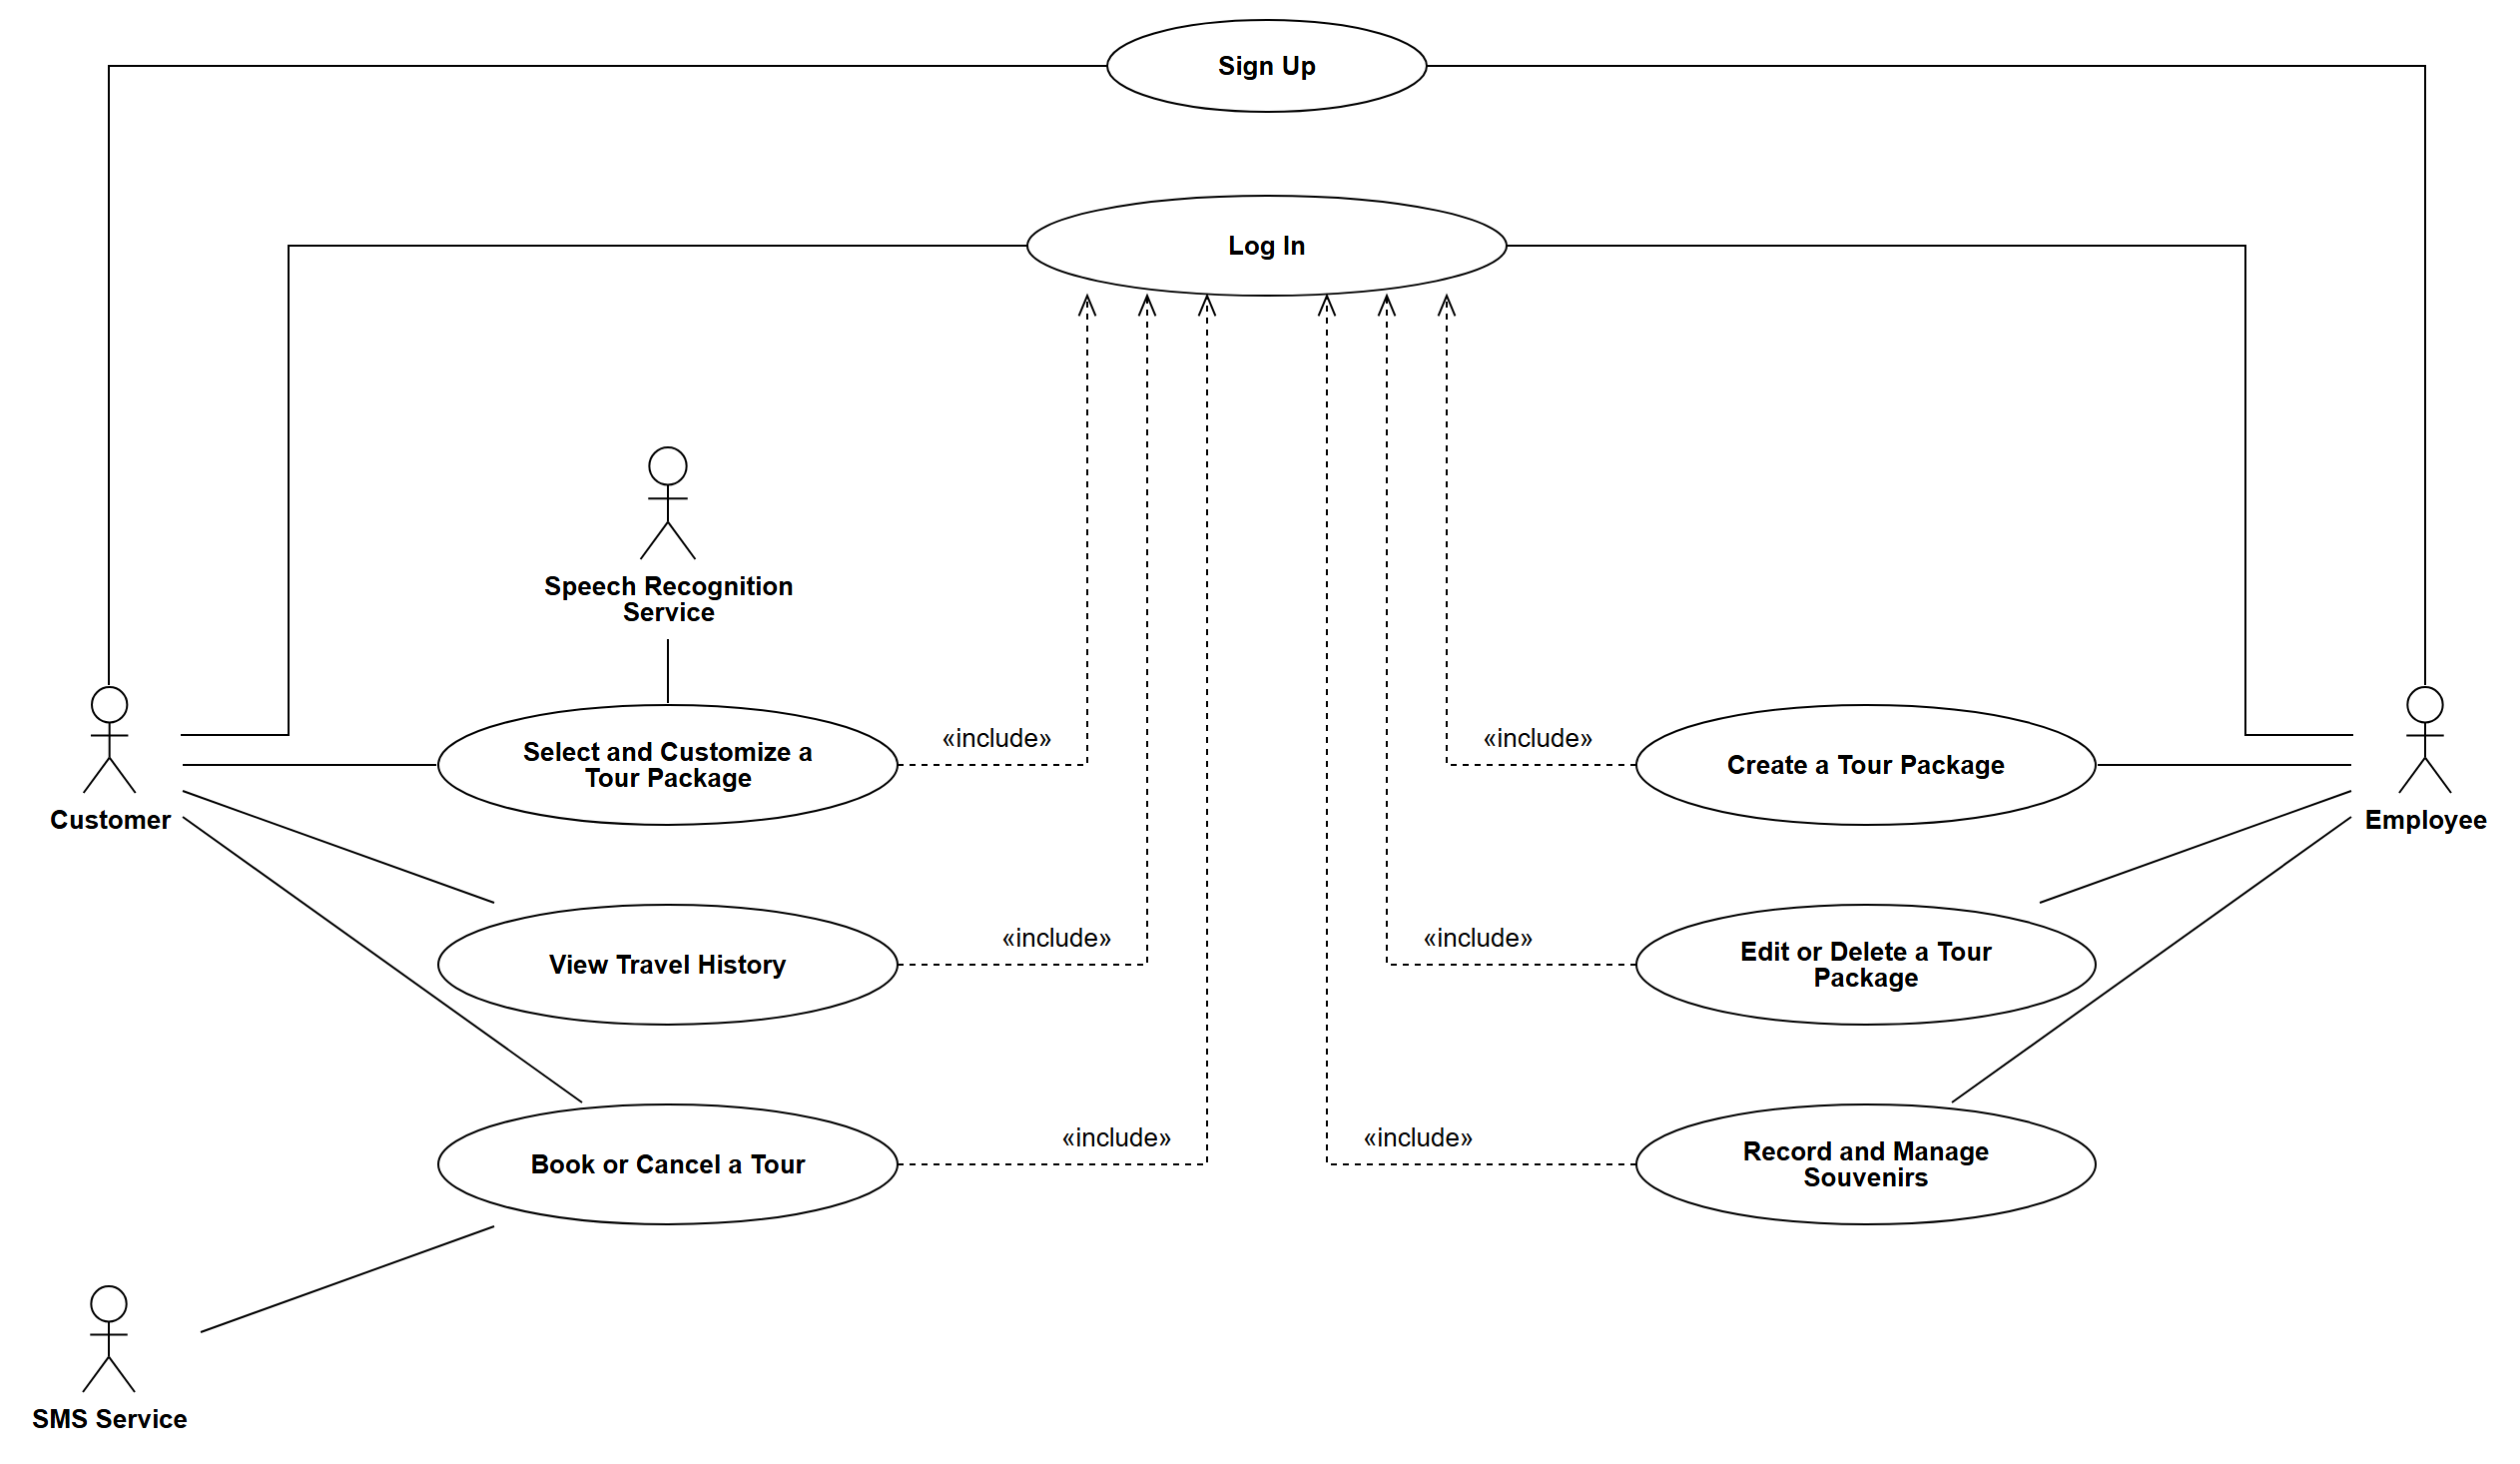 Sign Up
Log In
Speech Recognition
Service
Customer
Select and Customize a
Tour Package
«include»
«include»
Create a Tour Package
Employee
View Travel History
«include»
«include»
Edit or Delete a Tour
Package
Book or Cancel a Tour
«include»
«include»
Record and Manage
Souvenirs
SMS Service